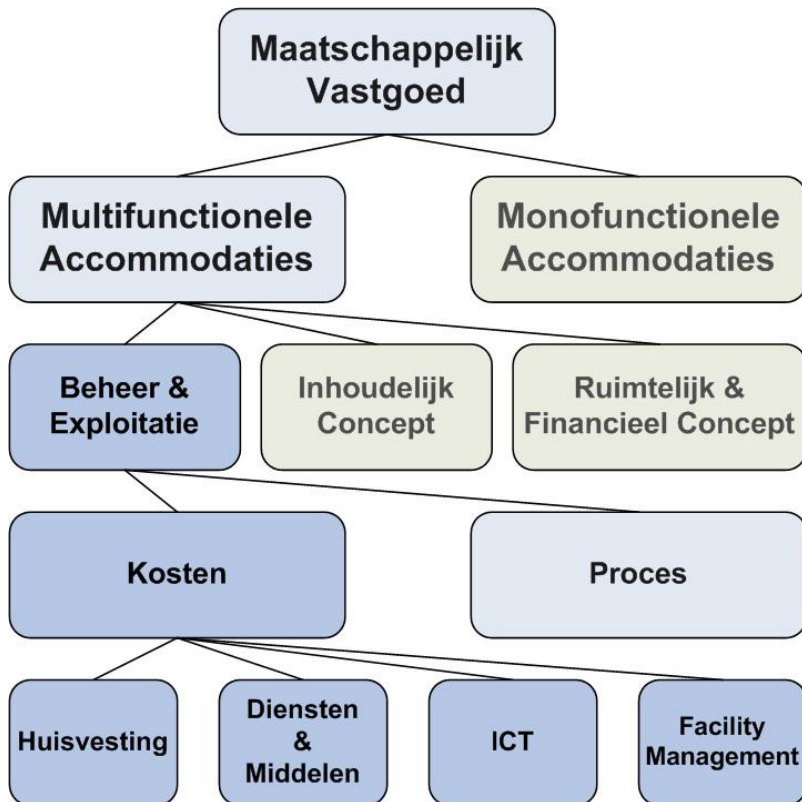 Maatschappelijk
Vastgoed
Multifunctionele
Accommodaties
Monofunctionele
Accommodaties
Beheer &
Exploitatie
Inhoudelijk
Concept
Ruimtelijk &
Financieel Concept
Kosten
Proces
Huisvesting
Diensten
&
Middelen
ICT
Facility
Management